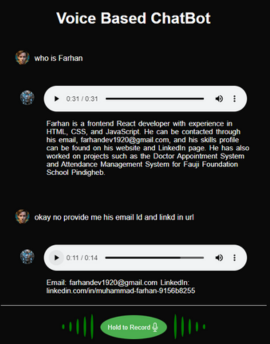 Voice Based ChatBot
who is Farhan
0:31 / 0:31
Farhan is a frontend React developer with experience in
HTML, CSS, and JavaScript. He can be contacted through
his email, farhandev1920@gmail.com, and his skills profile
can be found on his website and LinkedIn page. He has also
worked on projects such as the Doctor Appointment System
and Attendance Management System for Fauji Foundation
School Pindigheb.
okay no provide me his email Id and linkd in url
0:11 / 0:14
Email: farhandev1920@gmail.com LinkedIn:
linkedin.com/in/muhammad-farhan-9156b8255
Hold to Record